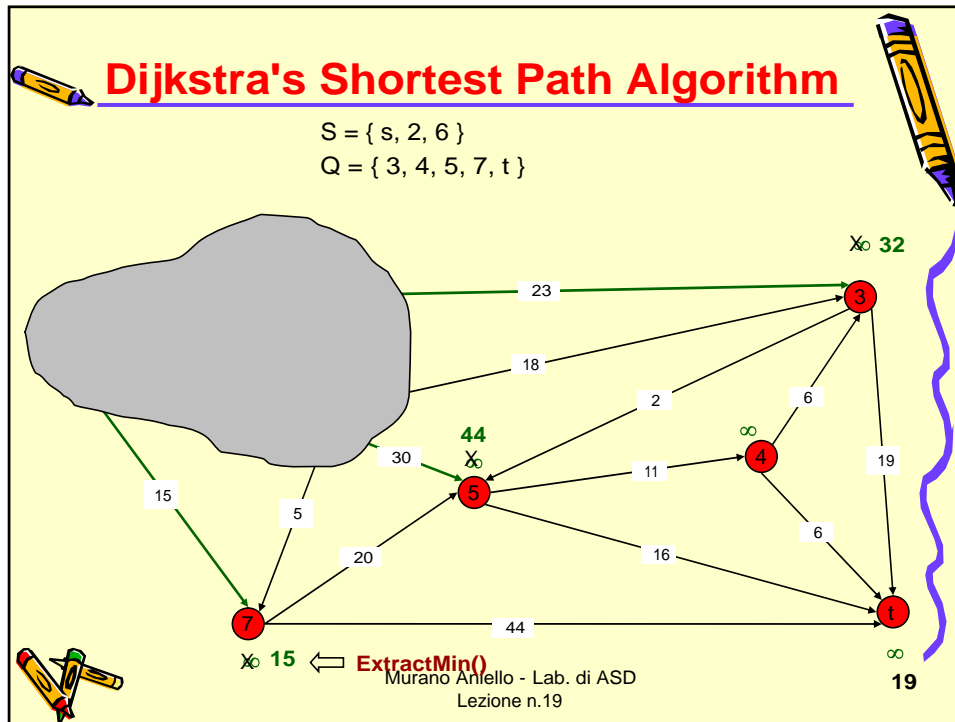 Dijkstra's Shortest Path Algorithm
S = { s, 2, 6 }
Q = { 3, 4, 5, 7, t }
X ∞ 32
23
3
18
2
6
44
∞
X ∞
30
4
11
19
15
5
5
20
16
6
7
44
t
X ∞ 15 ⇐ ExtractMin()
∞
Murano Aniello - Lab. di ASD
Lezione n.19
19